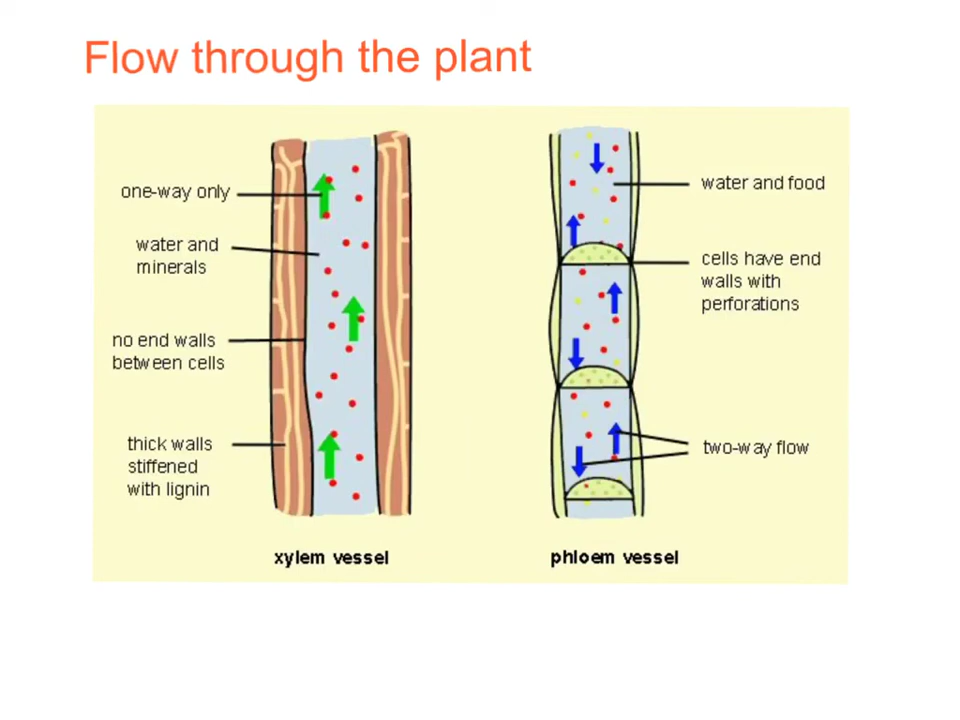 Flow through the plant
one-way only
water and
minerals
no end walls
between cells
thick walls
stiffened
with lignin
xylem vessel
water and food
cells have end
walls with
perforations
two-way flow
phloem vessel